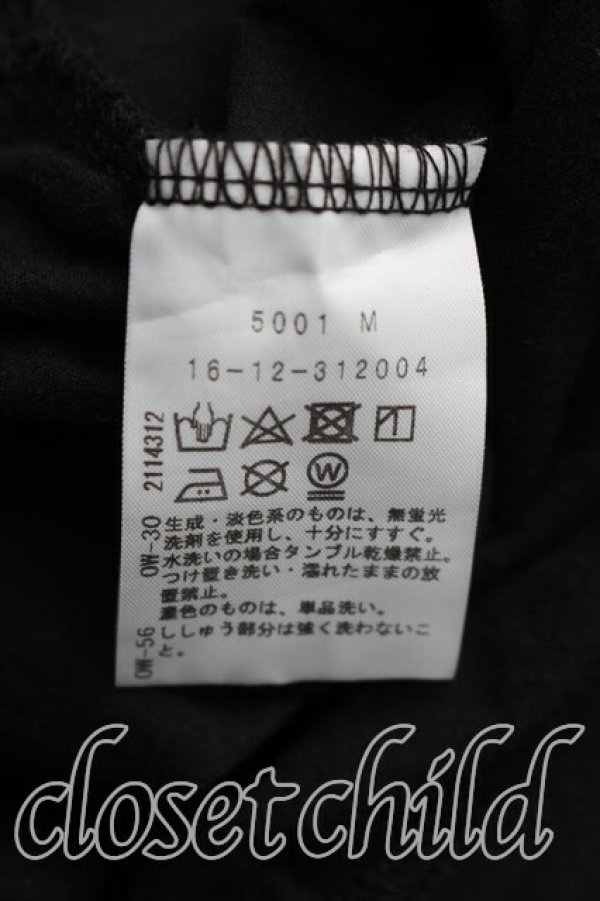 5001 M
16-12-312004
2114312
W
OW-30
生成・淡色系のものは、無蛍光
洗剤を使用し、十分にすすぐ。
水洗いの場合タンブル乾燥禁止。
つけ置き洗い・濡れたままの放
置禁止。
濃色のものは、単品洗い。
OW-56
ししゅう部分は強く洗わないこ
と。
closet child